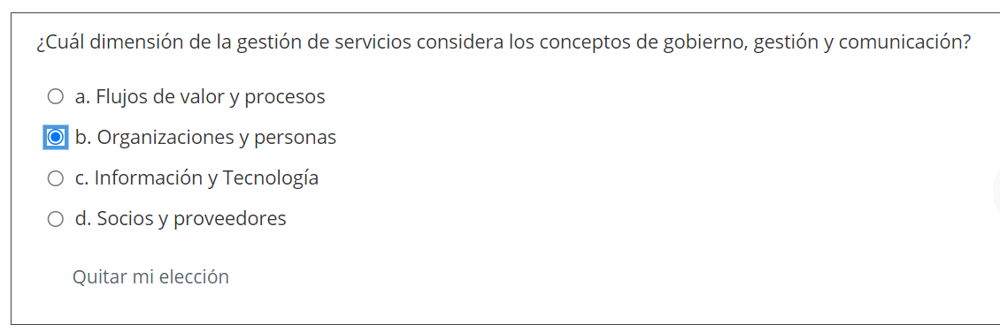 ¿Cuál dimensión de la gestión de servicios considera los conceptos de gobierno, gestión y comunicación?
a. Flujos de valor y procesos
b. Organizaciones y personas
c. Información y Tecnología
d. Socios y proveedores
Quitar mi elección